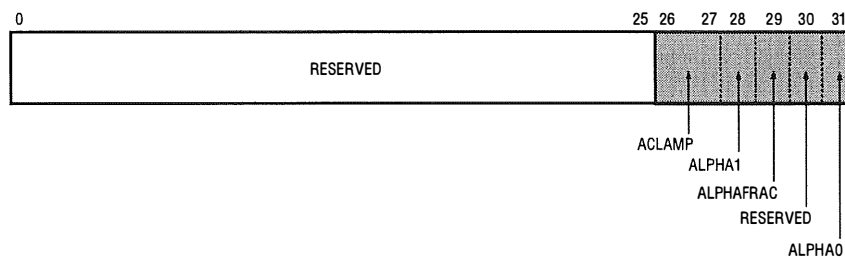 0 25 26 27 28 29 30 31
RESERVED
ACLAMP
ALPHA1
ALPHAFRAC
RESERVED
ALPHA0